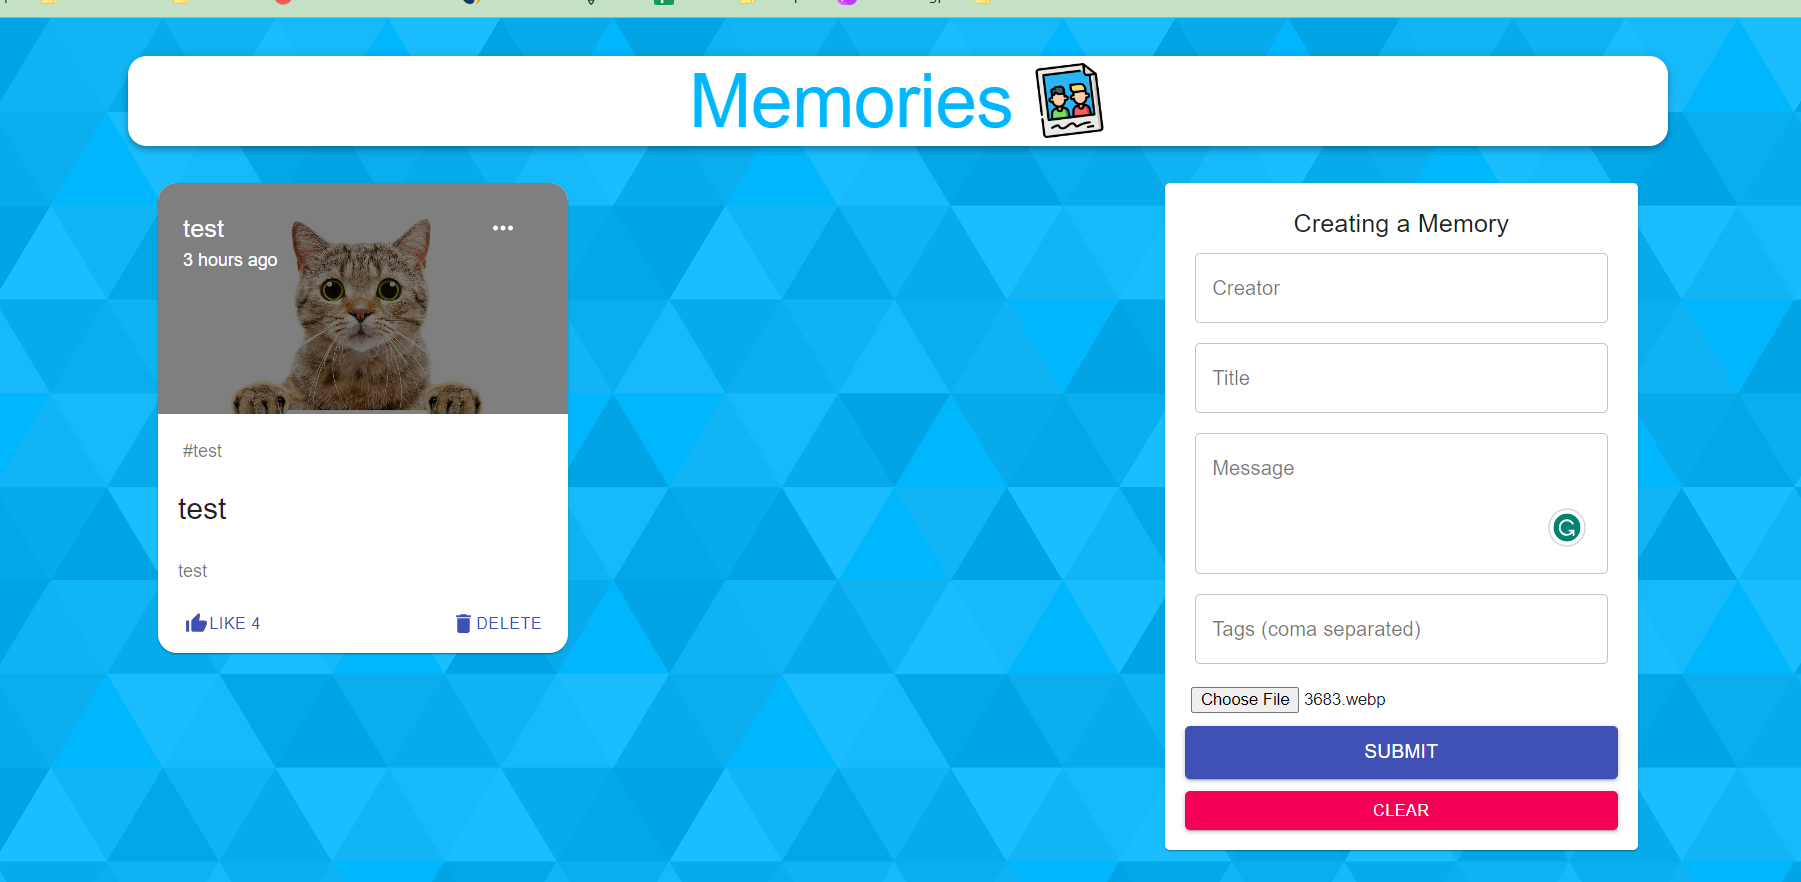 Memories
test
3 hours ago
#test
test
test
LIKE 4
DELETE
Creating a Memory
Creator
Title
Message
Tags (coma separated)
Choose File 3683.webp
SUBMIT
CLEAR